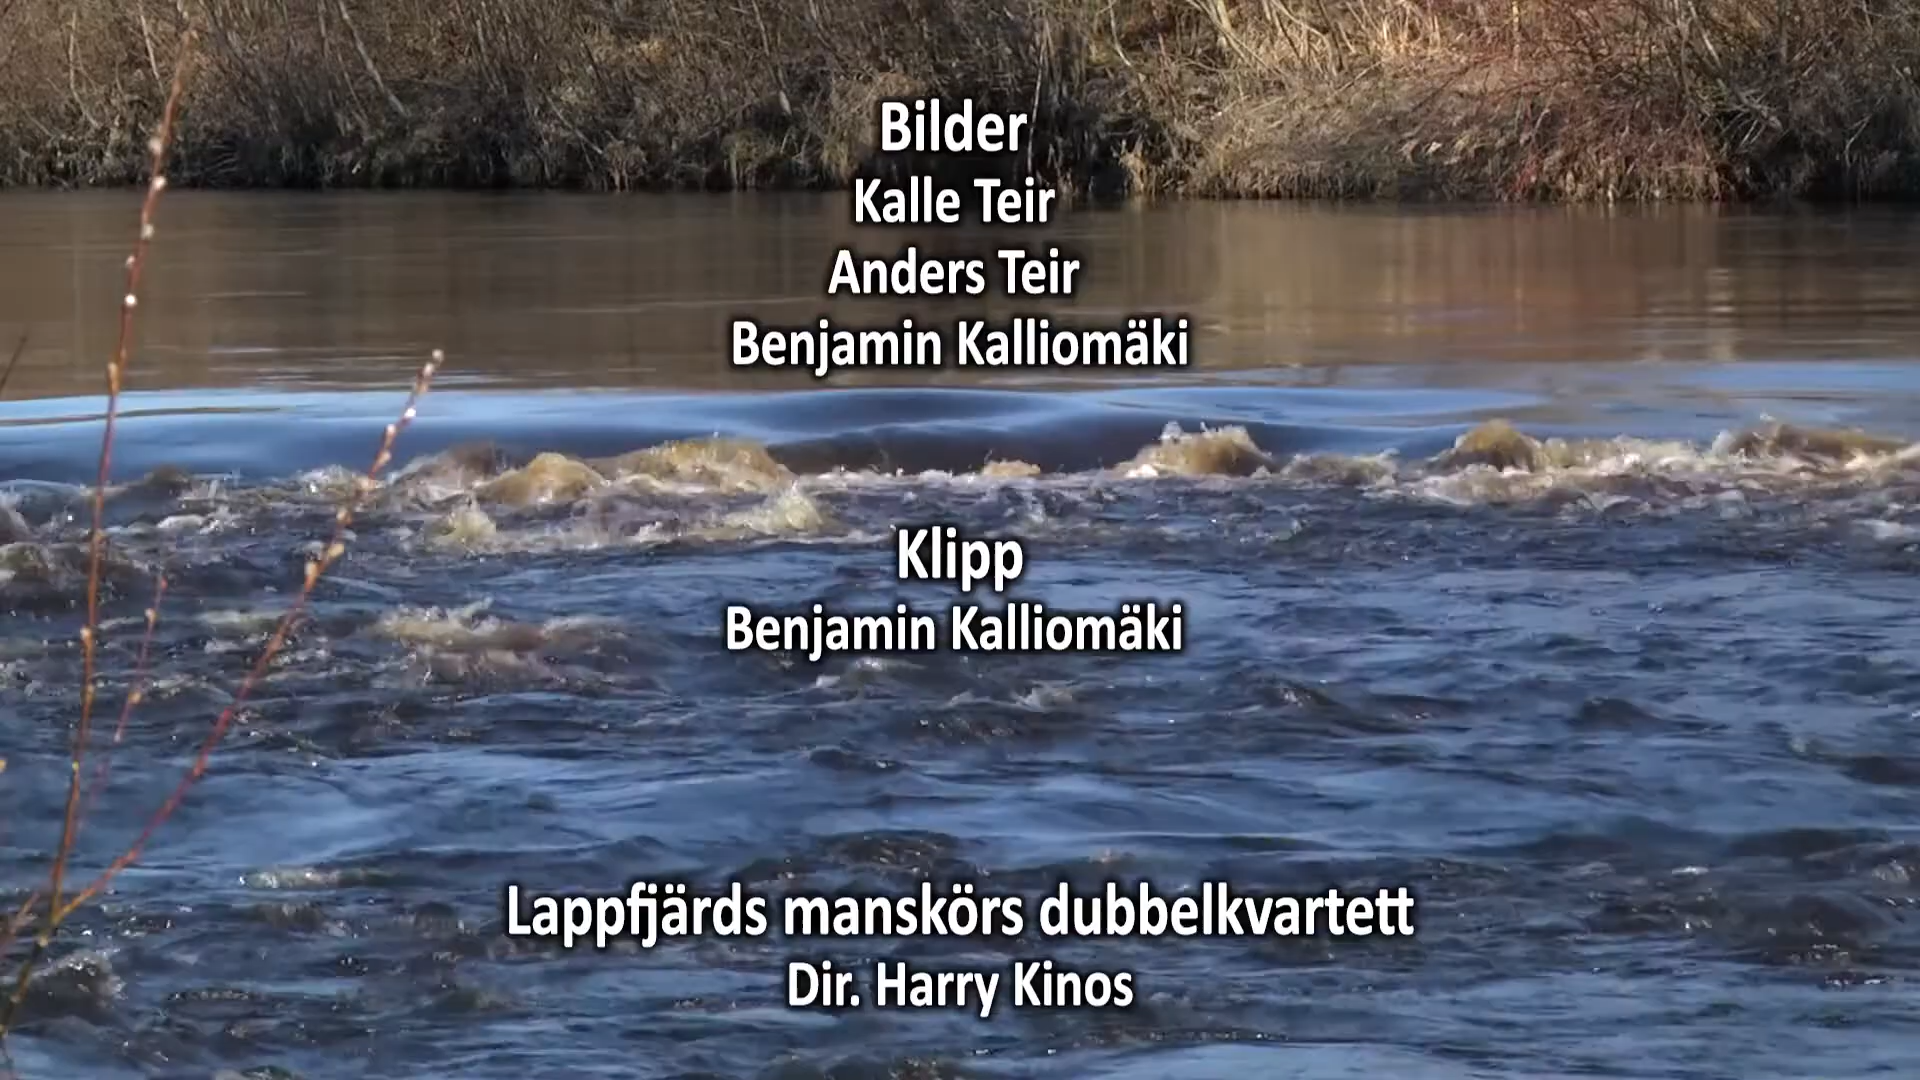 Bilder
Kalle Teir
Anders Teir
Benjamin Kalliomäki
Klipp
Benjamin Kalliomäki
Lappfjärds manskörs dubbelkvartett
Dir. Harry Kinos